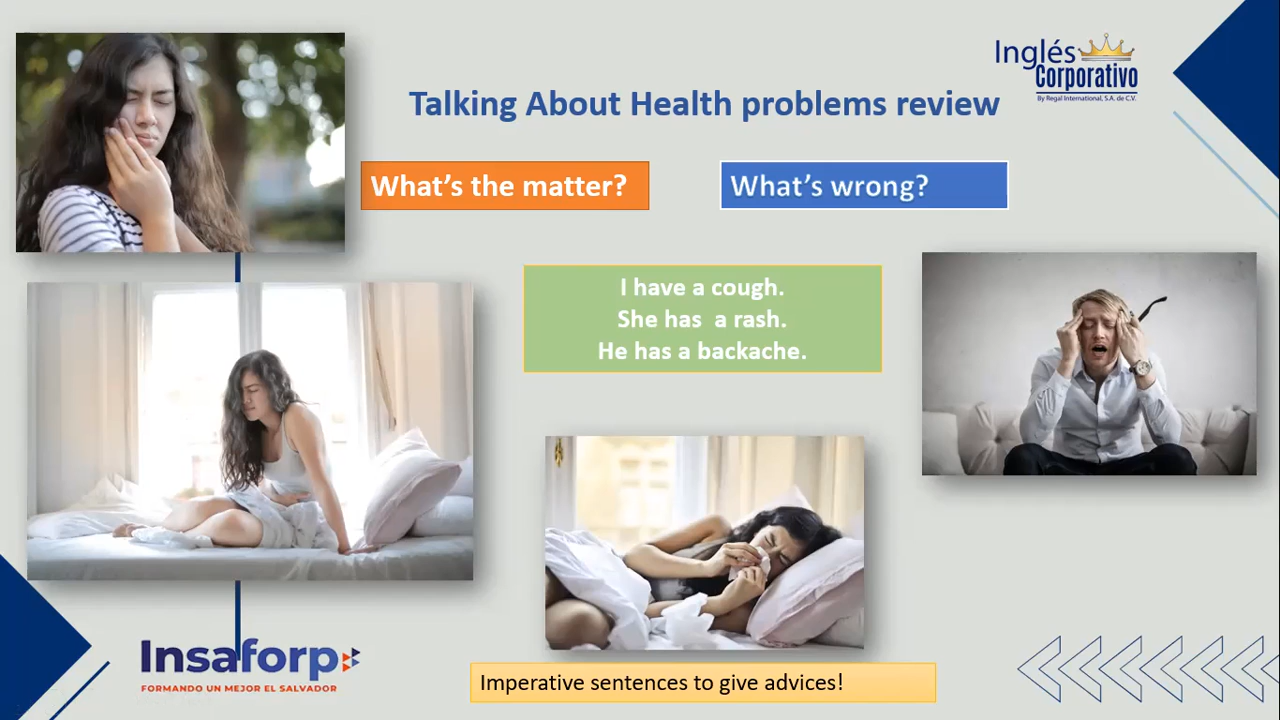 Inglés
Corporativo
By Regal International, S.A. de C.V.
Talking About Health problems review
What's the matter?
What's wrong?
I have a cough.
She has a rash.
He has a backache.
Insaforp
FORMANDO UN MEJOR EL SALVADOR
Imperative sentences to give advices!